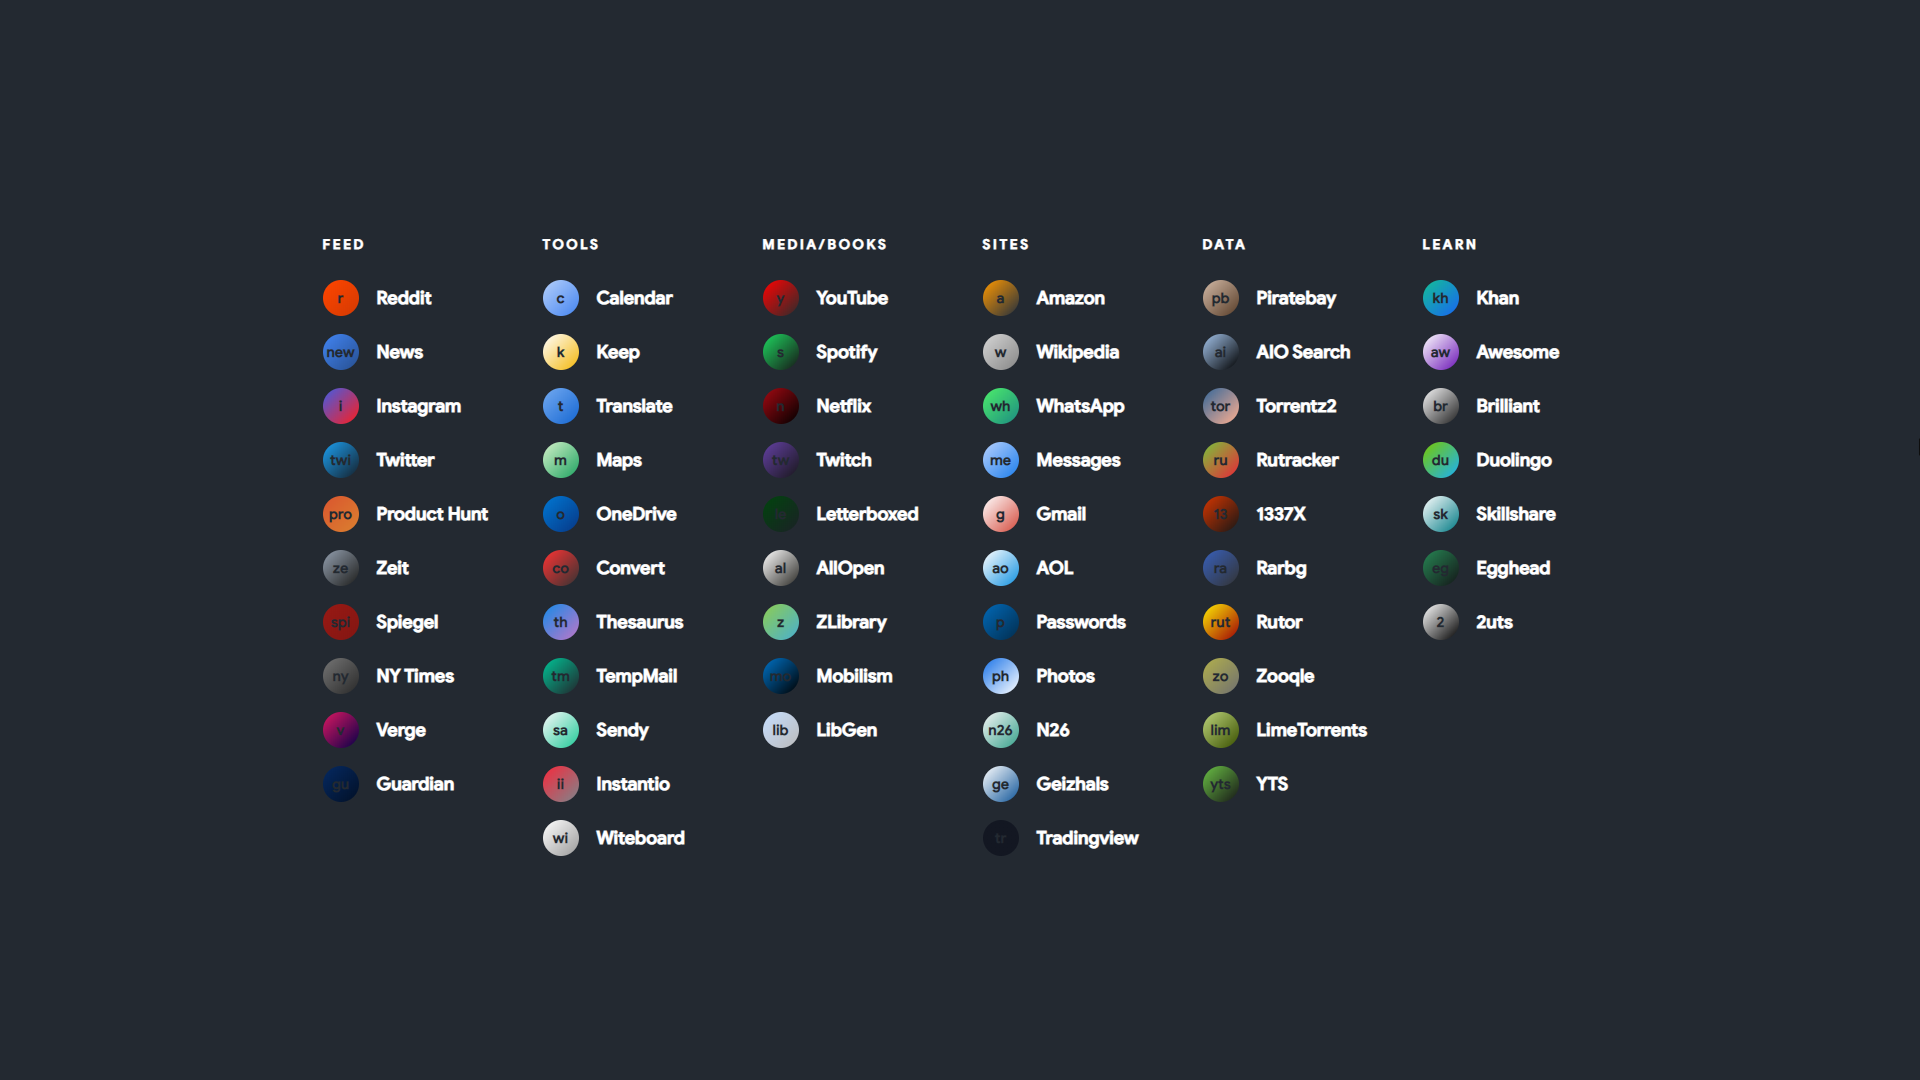 FEED
r Reddit
new News
i Instagram
twi Twitter
pro Product Hunt
ze Zeit
spi Spiegel
ny NY Times
v Verge
gu Guardian
TOOLS
c Calendar
k Keep
t Translate
m Maps
o OneDrive
co Convert
th Thesaurus
tm TempMail
sa Sendy
ii Instantio
wi Witeboard
MEDIA/BOOKS
y YouTube
s Spotify
n Netflix
tw Twitch
Letterboxed
al AllOpen
z ZLibrary
mo Mobilism
lib LibGen
SITES
a Amazon
w Wikipedia
wh WhatsApp
me Messages
g Gmail
ao AOL
p Passwords
ph Photos
n26 N26
ge Geizhals
tr Tradingview
DATA
pb Piratebay
ai AIO Search
tor Torrentz2
ru Rutracker
13 1337X
ra Rarbg
rut Rutor
zo Zooqle
lim LimeTorrents
yts YTS
LEARN
kh Khan
aw Awesome
br Brilliant
du Duolingo
sk Skillshare
eg Egghead
2 2uts